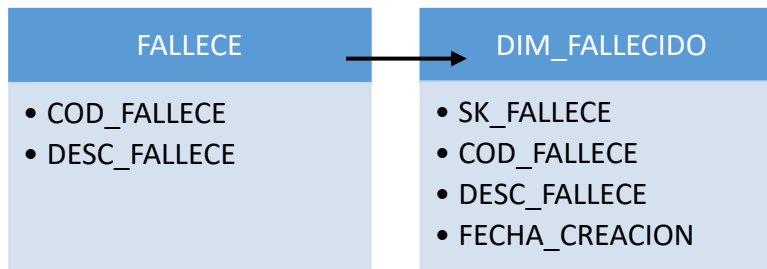 FALLECE
• COD_FALLECE
• DESC_FALLECE
DIM_FALLECIDO
• SK_FALLECE
• COD_FALLECE
• DESC_FALLECE
• FECHA_CREACION